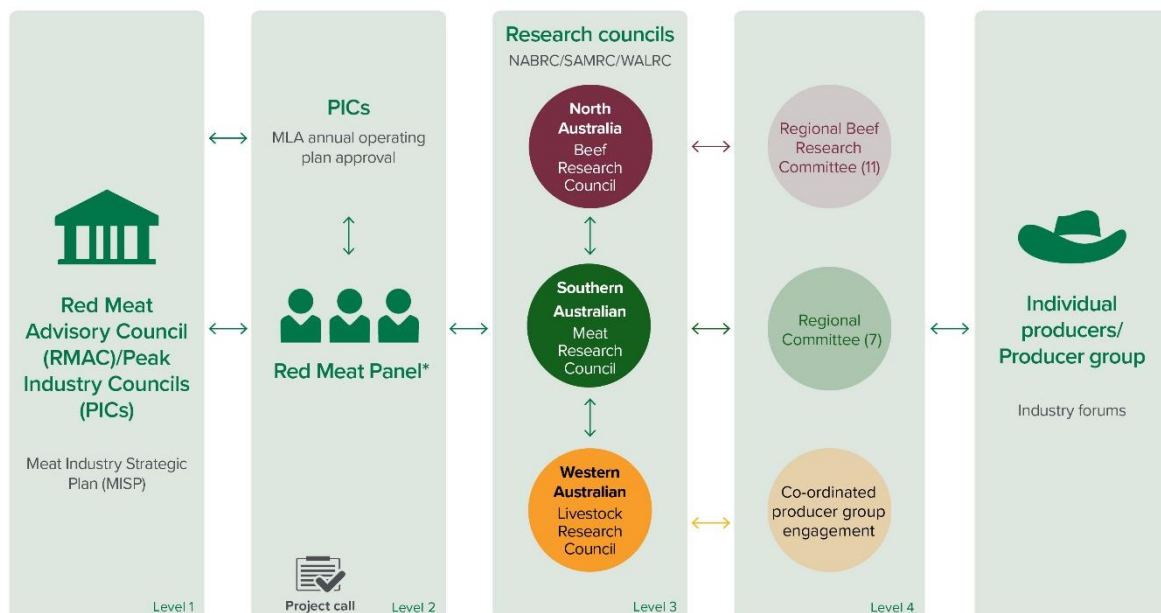 Red Meat
Advisory Council
(RMAC)/Peak
Industry Councils
(PICs)
Meat Industry Strategic
Plan (MISP)
Level 1
PICs
MLA annual operating
plan approval
Red Meat Panel*
Project call
Level 2
Research councils
NABRC/SAMRC/WALRC
North
Australia
Beef
Research
Council
Southern
Australian
Meat
Research
Council
Western
Australian
Livestock
Research
Council
Level 3
Regional Beef
Research
Committee (11)
Regional
Committee (7)
Co-ordinated
producer group
engagement
Level 4
Individual
producers/
Producer group
Industry forums